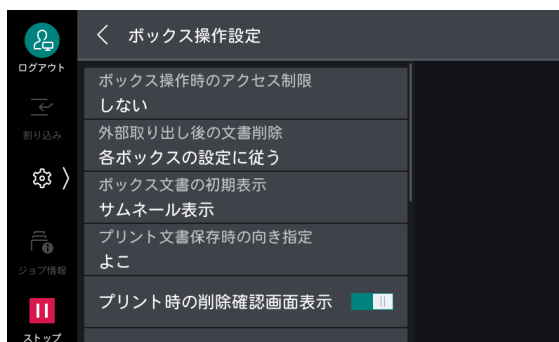 ボックス操作設定
ログアウト
割り込み
ジョブ情報
ストップ
ボックス操作時のアクセス制限
しない
外部取り出し後の文書削除
各ボックスの設定に従う
ボックス文書の初期表示
サムネール表示
プリント文書保存時の向き指定
よこ
プリント時の削除確認画面表示